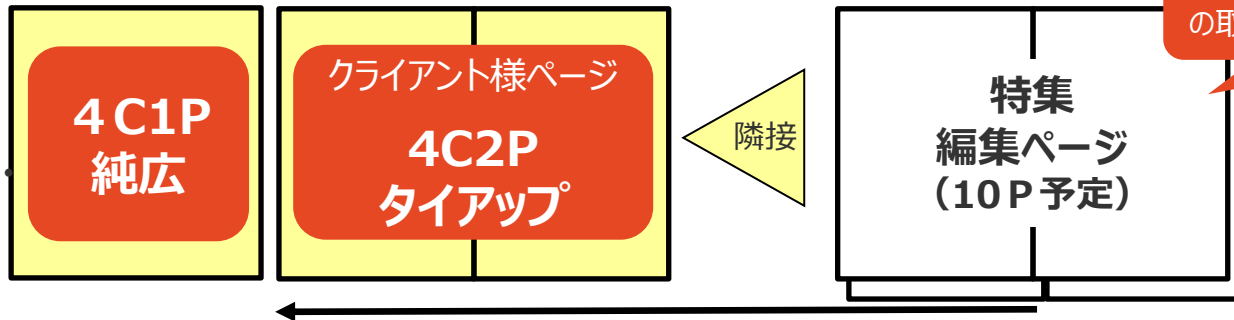 ４C1P
純広
クライアント様ページ
4C2P
タイアップ
隣接
特集
編集ページ
（10Ｐ予定）
の取